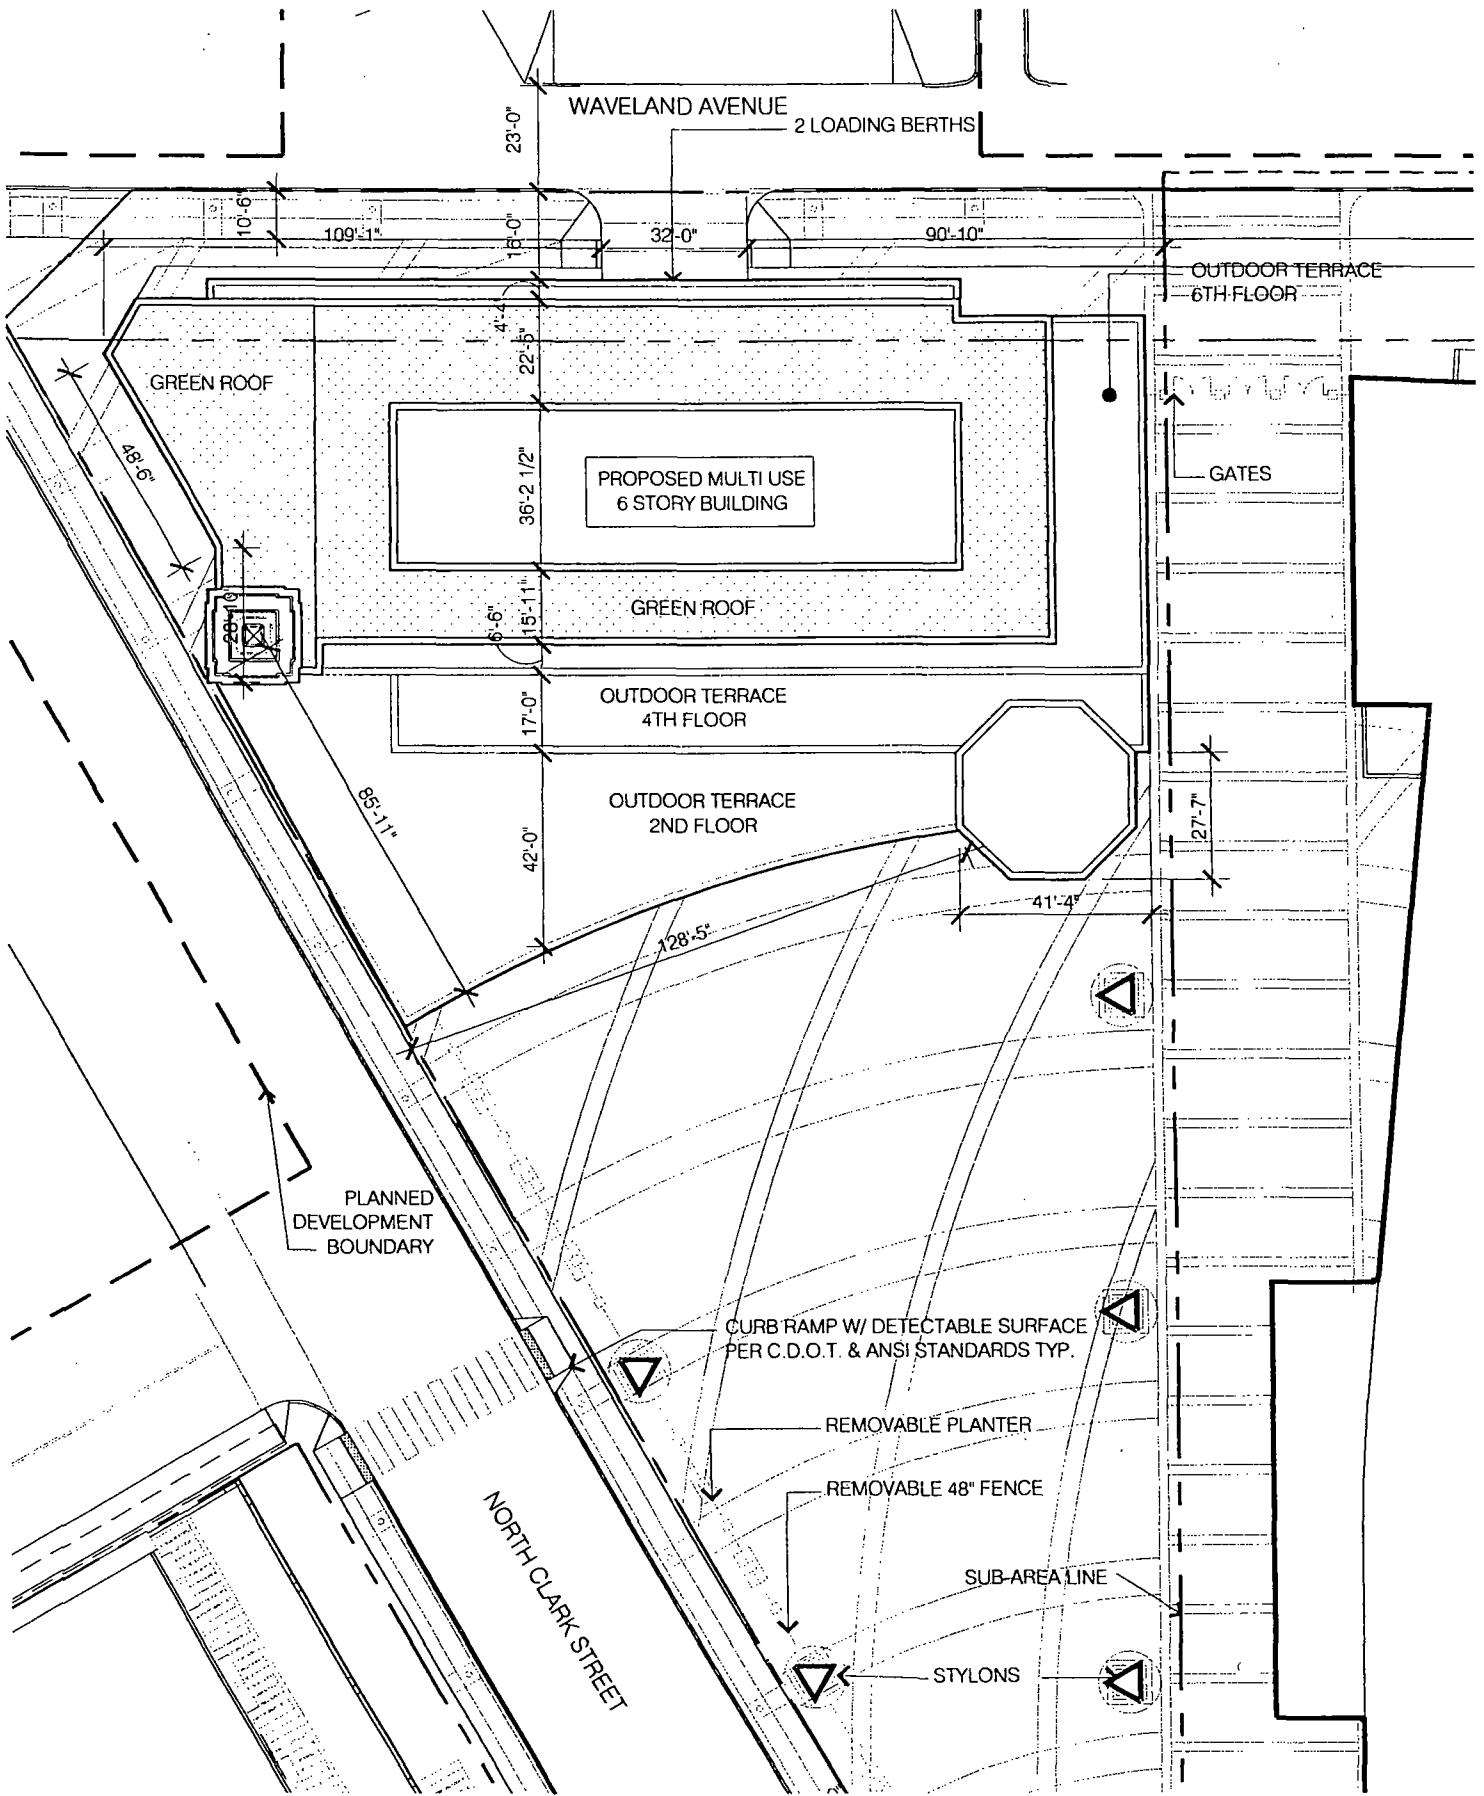 WAVELAND AVENUE
2 LOADING BERTHS
23'-0"
10'-6"
16'-0"
109'-1"
32'-0"
90'-10"
OUTDOOR TERRACE
6TH FLOOR
4'-4"
22'-5"
GREEN ROOF
48'-6"
36'-2 1/2"
PROPOSED MULTI USE
6 STORY BUILDING
GATES
28'-10"
6'-6"
15'-11"
GREEN ROOF
17'-0"
OUTDOOR TERRACE
4TH FLOOR
85'-11"
42'-0"
OUTDOOR TERRACE
2ND FLOOR
27'-7"
41'-4"
128'-5"
PLANNED
DEVELOPMENT
BOUNDARY
CURB RAMP W/ DETECTABLE SURFACE
PER C.D.O.T. & ANSI STANDARDS TYP.
REMOVABLE PLANTER
REMOVABLE 48" FENCE
NORTH CLARK STREET
SUB-AREA LINE
STYLONS